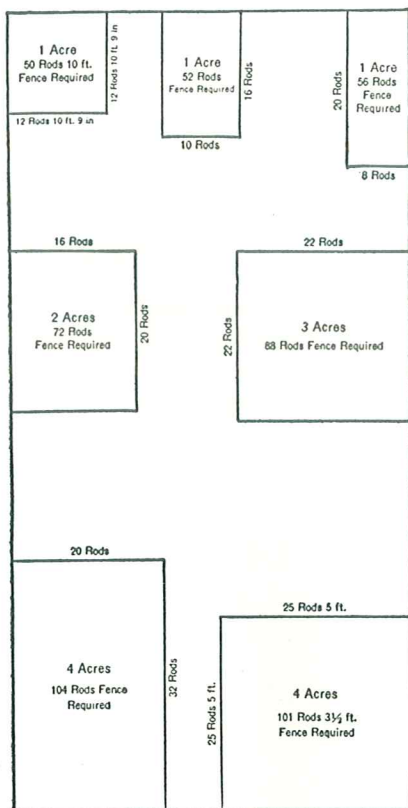 1 Acre
50 Rods 10 ft.
Fence Required
12 Rods 10 ft. 9 in
12 Rods 10 ft. 9 in
1 Acre
52 Rods
Fence Required
16 Rods
10 Rods
1 Acre
56 Rods
Fence
Required
20 Rods
8 Rods
16 Rods
2 Acres
72 Rods
Fence Required
20 Rods
22 Rods
22 Rods
3 Acres
88 Rods Fence Required
20 Rods
4 Acres
104 Rods Fence
Required
32 Rods
25 Rods 5 ft.
25 Rods 5 ft.
4 Acres
101 Rods 3½ ft.
Fence Required